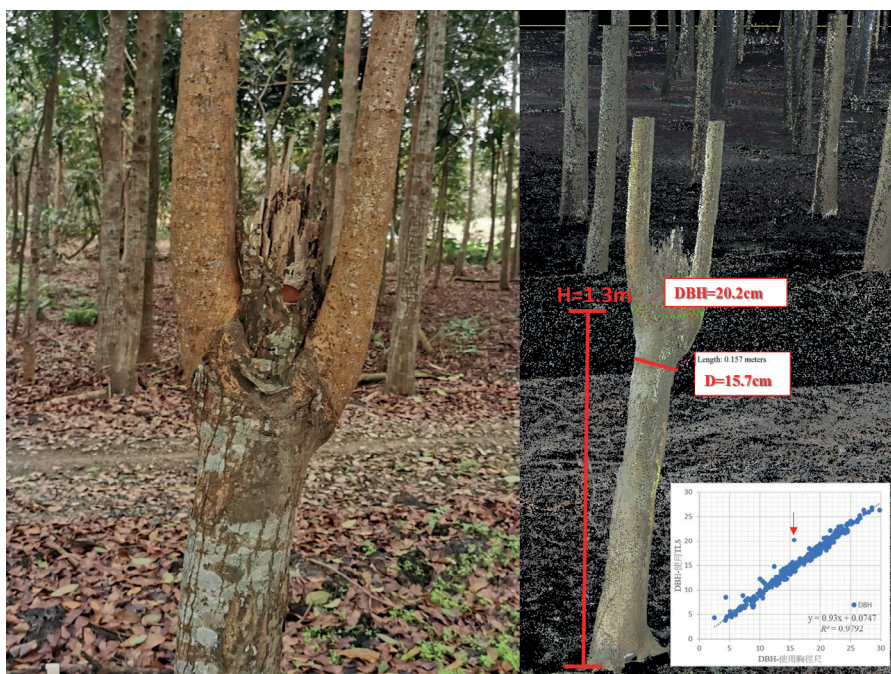 H=1.3m
DBH=20.2cm
Length: 0.157 meters
D=15.7cm
DBH-使用TLS
30
25
20
15
10
5
0
DBH
y = 0.93x + 0.0747
R² = 0.9792
0 5 10 15 20 25 30
DBH-使用胸徑尺